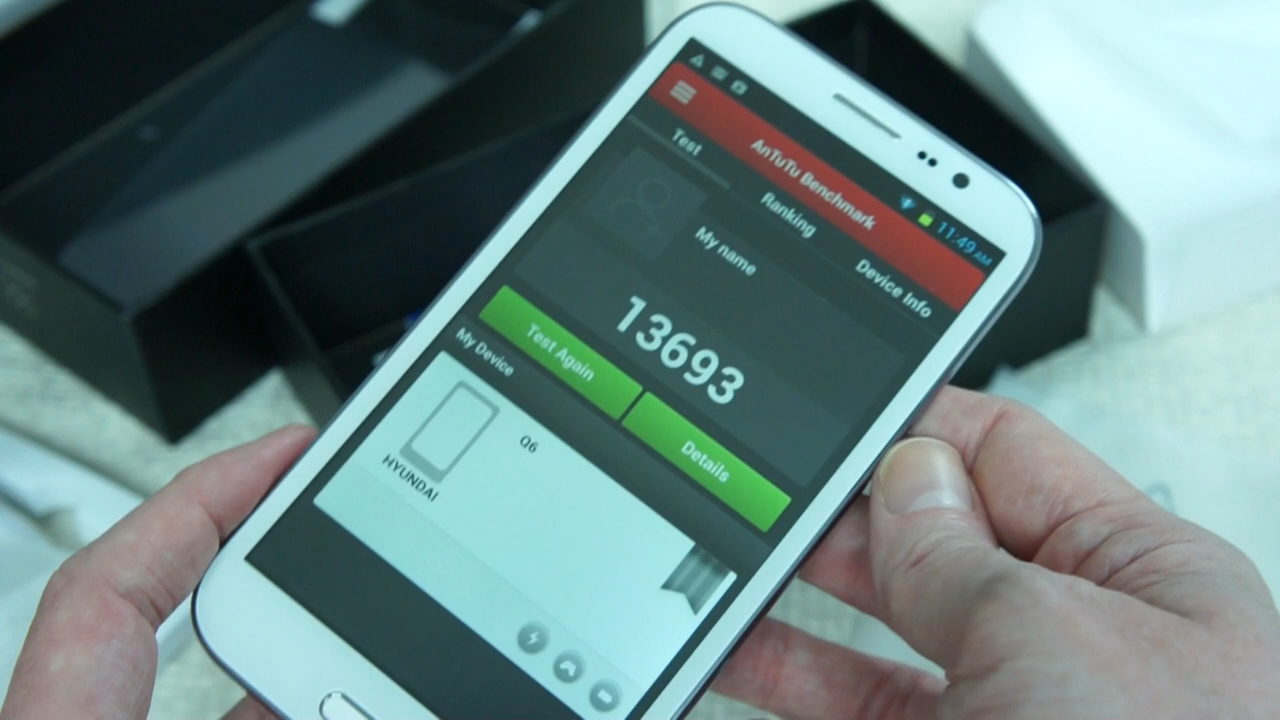 11:49 AM
AnTuTu Benchmark
Test
Ranking
Device Info
My name
13693
Test Again
Details
My Device
Q6
HYUNDAI